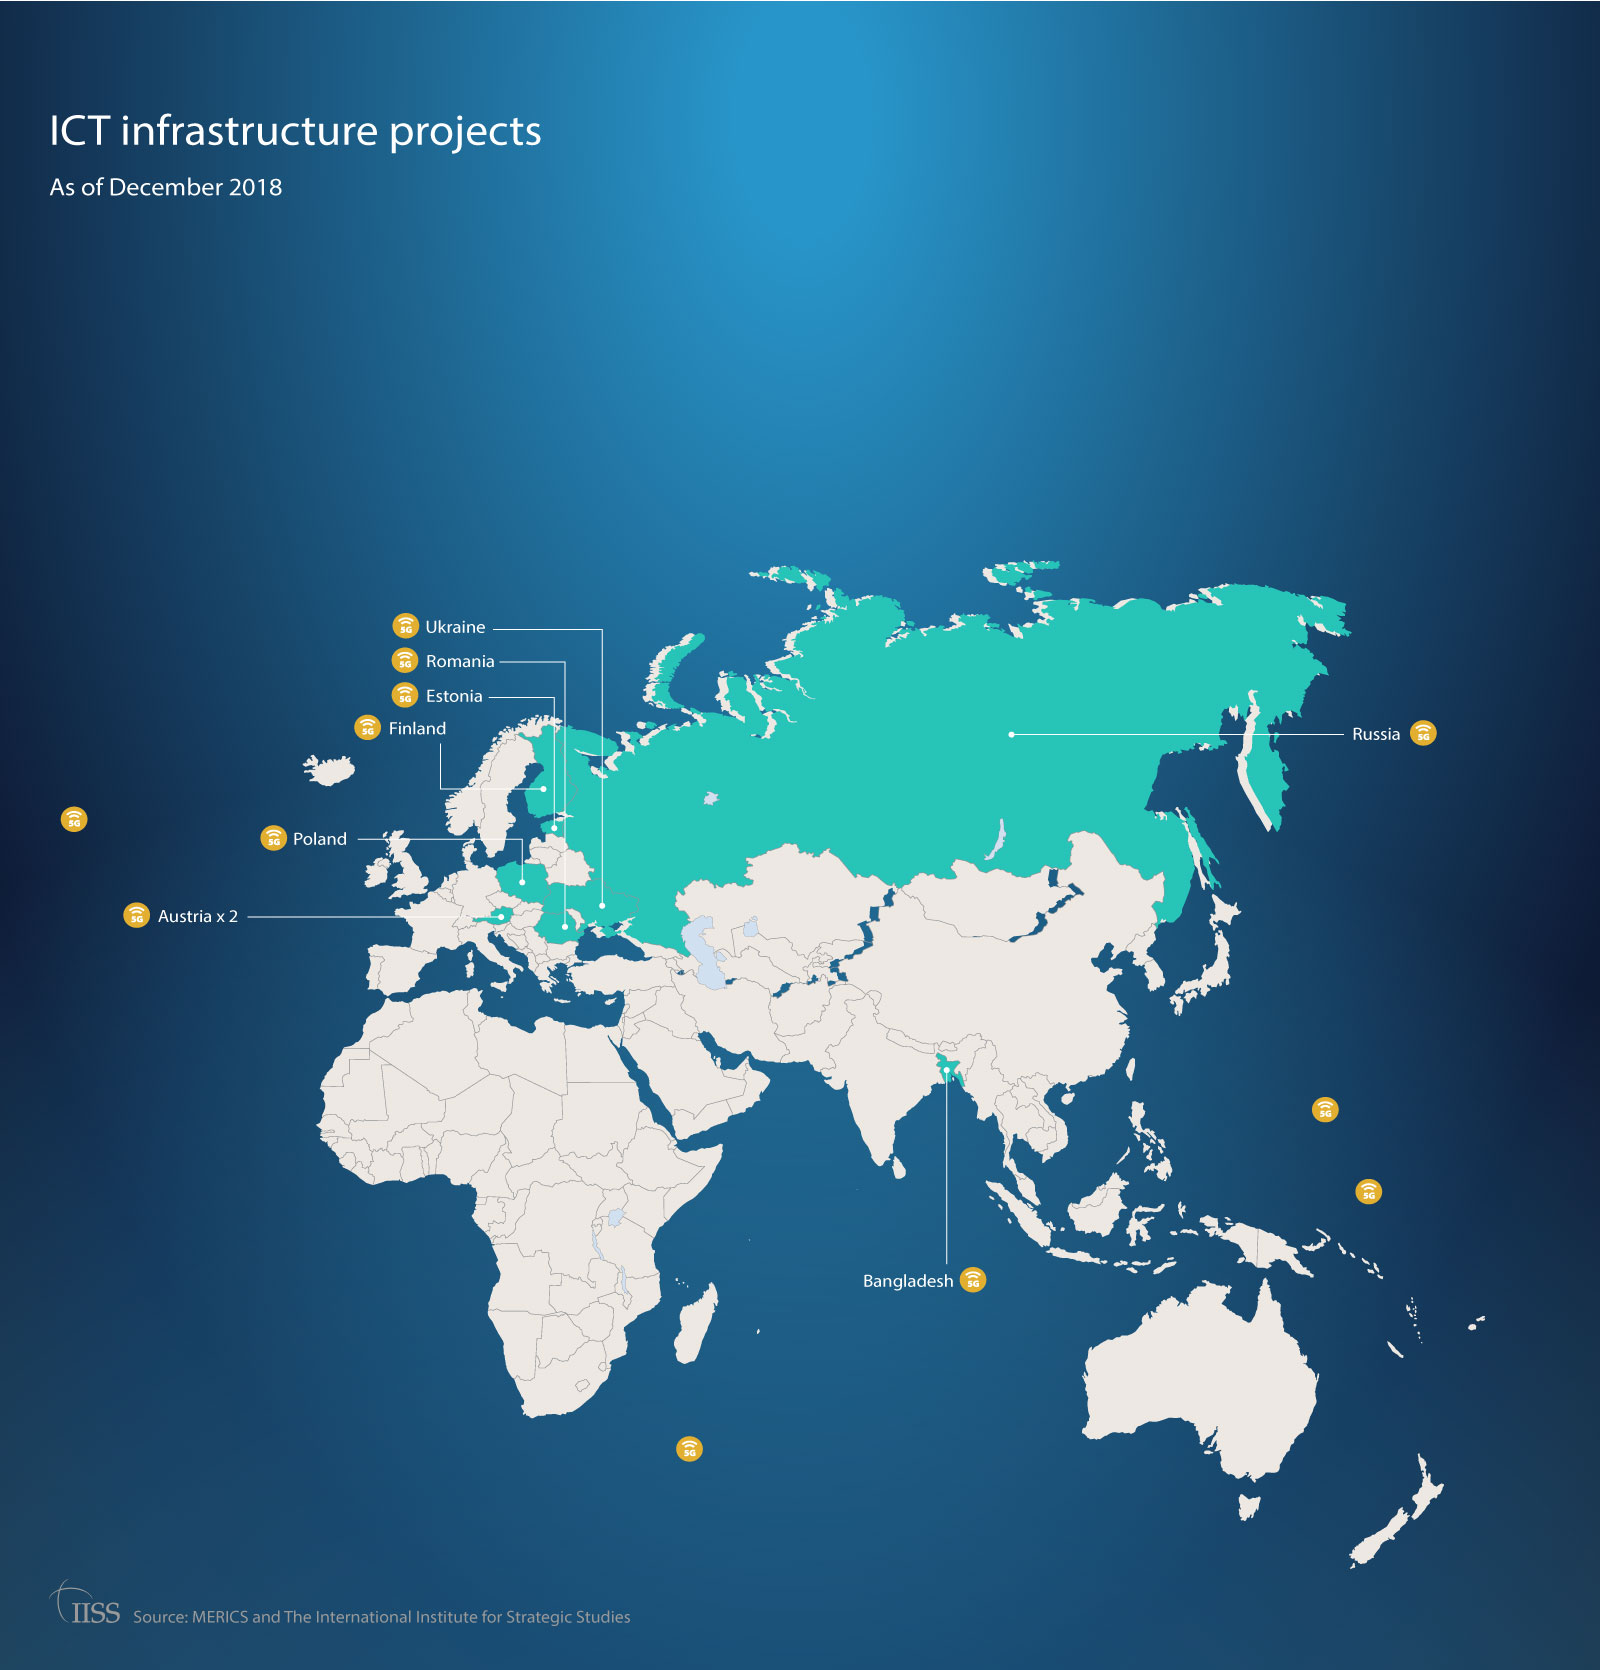 ICT infrastructure projects
As of December 2018
5G Ukraine
5G Romania
5G Estonia
5G Finland
Russia 5G
5G
5G Poland
5G Austria x 2
5G
5G
Bangladesh 5G
5G
IISS Source: MERICS and The International Institute for Strategic Studies